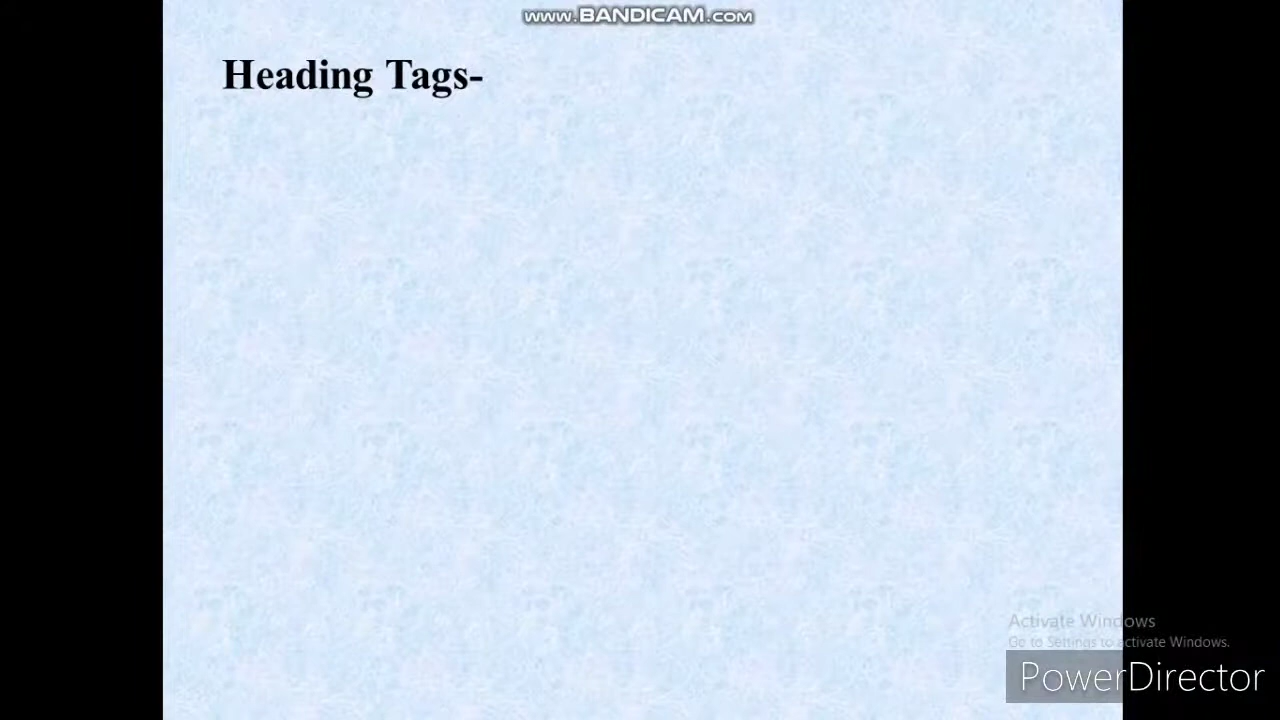 www.BANDICAM.com
Heading Tags-
Activate Windows
Go to Settings to activate Windows.
PowerDirector